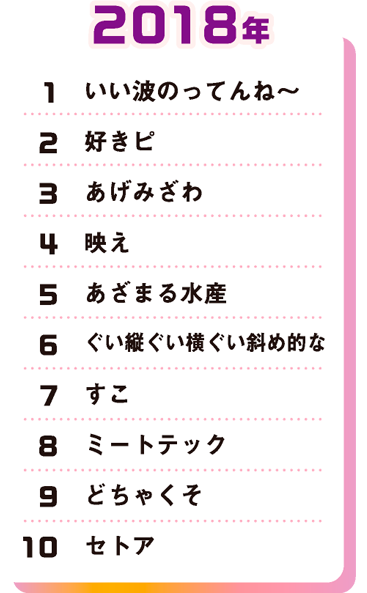 2018年
1 いい波のってんね〜
2 好きピ
3 あげみざわ
4 映え
5 あざまる水産
6 ぐい縦ぐい横ぐい斜め的な
7 すこ
8 ミートテック
9 どちゃくそ
10 セトア